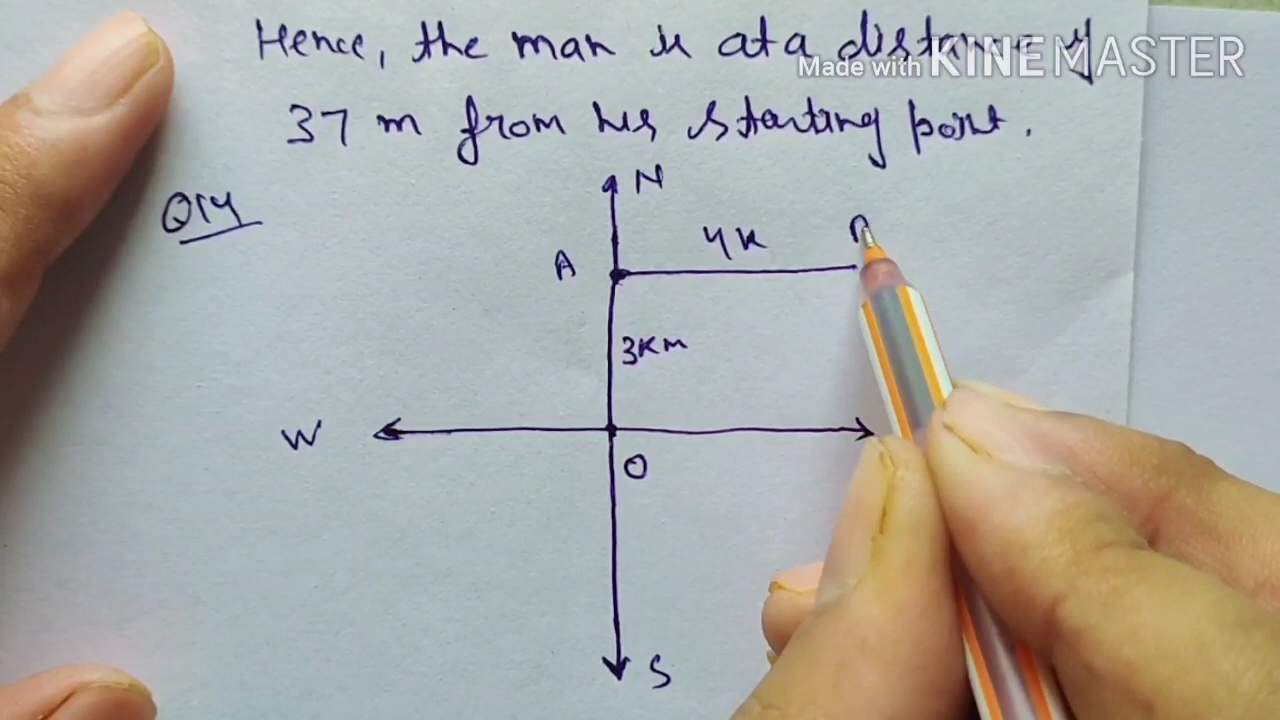 Hence, the man is at a distance of
Made with KINEMASTER
37 m from his starting point.
Q14
N
A
4K
3Km
W
O
S